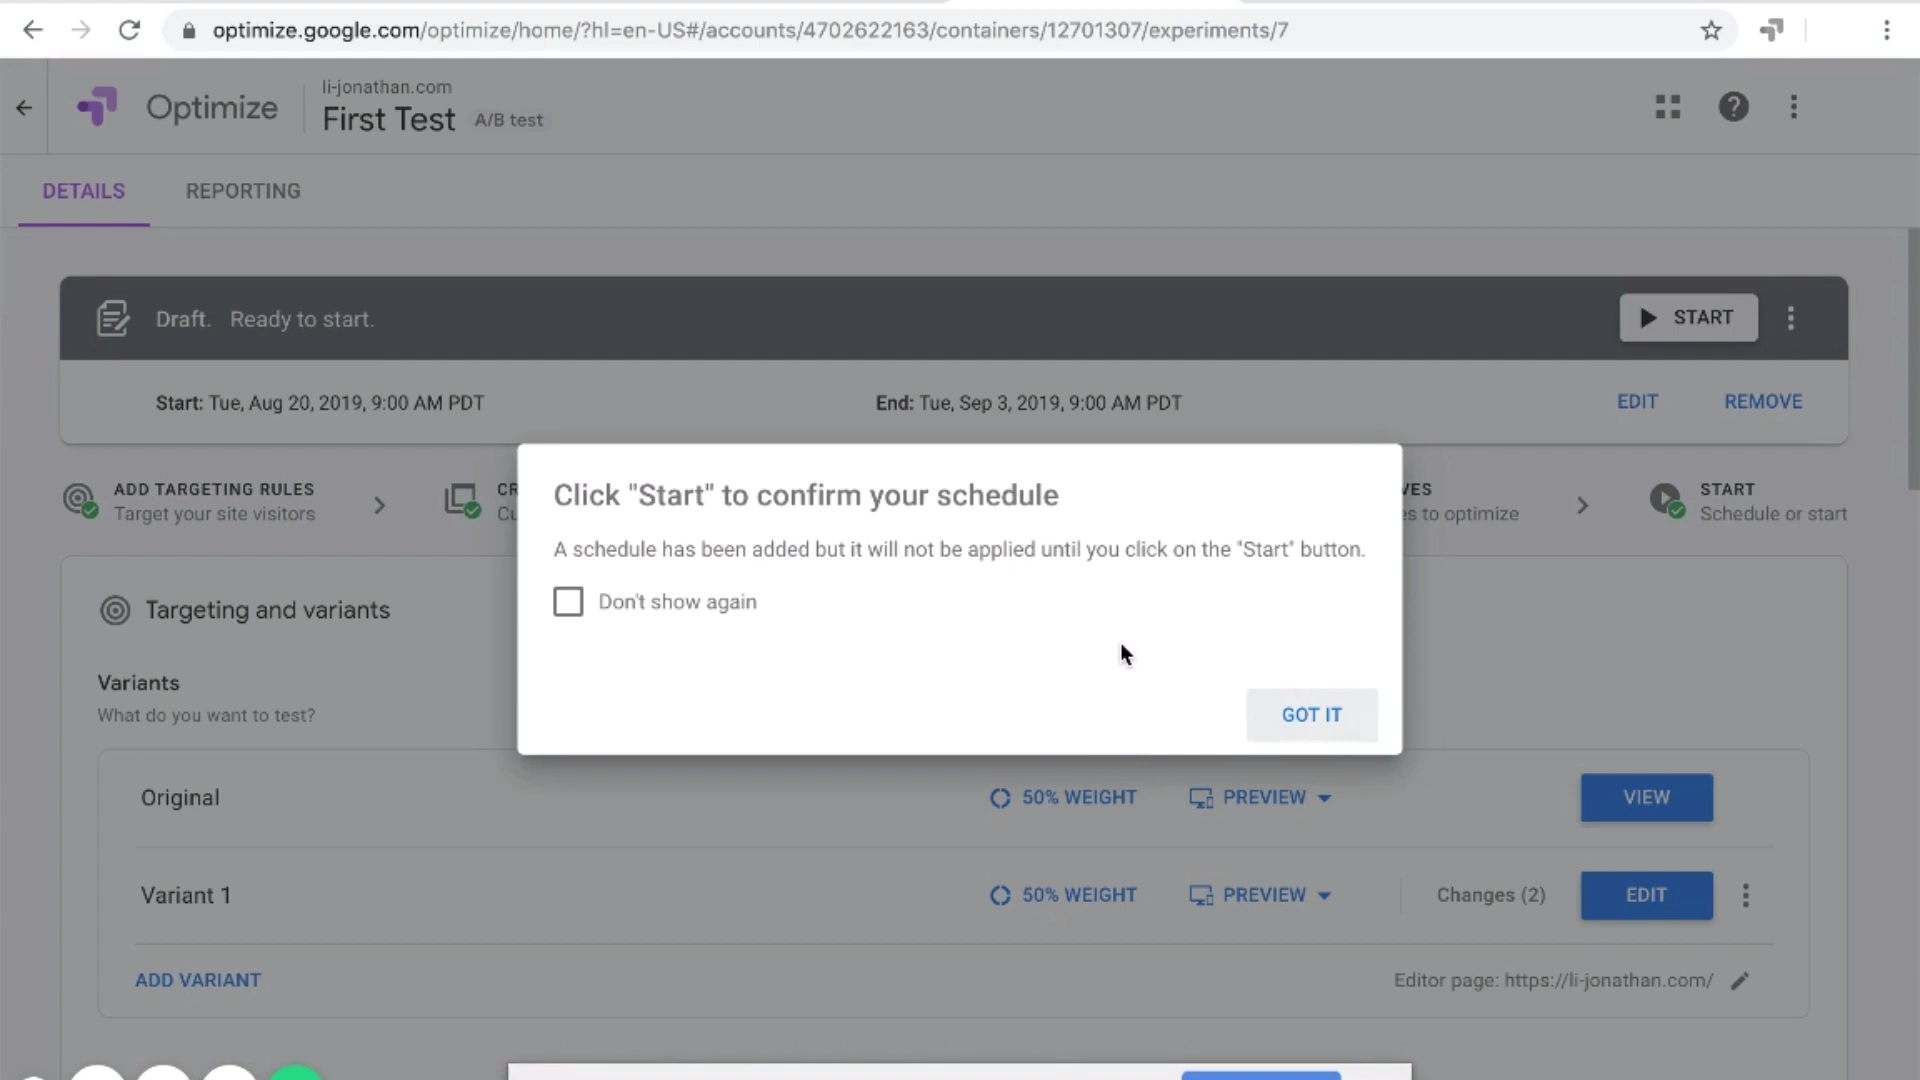 optimize.google.com/optimize/home/?hl=en-US#/accounts/4702622163/containers/12701307/experiments/7
Optimize
li-jonathan.com
First Test A/B test
DETAILS REPORTING
Draft. Ready to start. START
Start: Tue, Aug 20, 2019, 9:00 AM PDT End: Tue, Sep 3, 2019, 9:00 AM PDT EDIT REMOVE
ADD TARGETING RULES CR VES START
Target your site visitors Cu es to optimize Schedule or start
Click "Start" to confirm your schedule
A schedule has been added but it will not be applied until you click on the "Start" button.
Don't show again
GOT IT
Targeting and variants
Variants
What do you want to test?
Original 50% WEIGHT PREVIEW VIEW
Variant 1 50% WEIGHT PREVIEW Changes (2) EDIT
ADD VARIANT Editor page: https://li-jonathan.com/